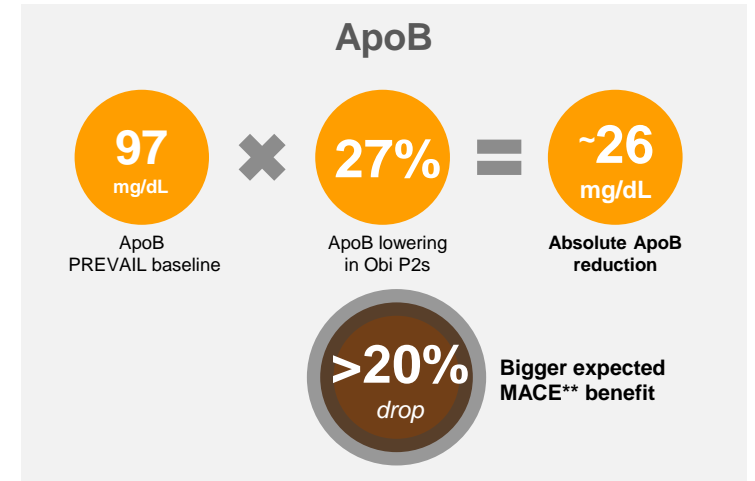 ApoB
97
mg/dL
27%
~26
mg/dL
ApoB
PREVAIL baseline
ApoB lowering
in Obi P2s
Absolute ApoB
reduction
>20%
drop
Bigger expected
MACE** benefit